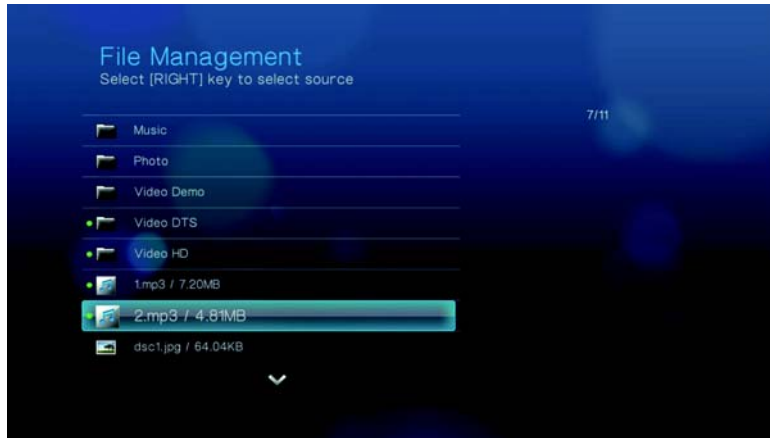 File Management
Select [RIGHT] key to select source
7/11
Music
Photo
Video Demo
Video DTS
Video HD
1.mp3 / 7.20MB
2.mp3 / 4.81MB
dsc1.jpg / 64.04KB